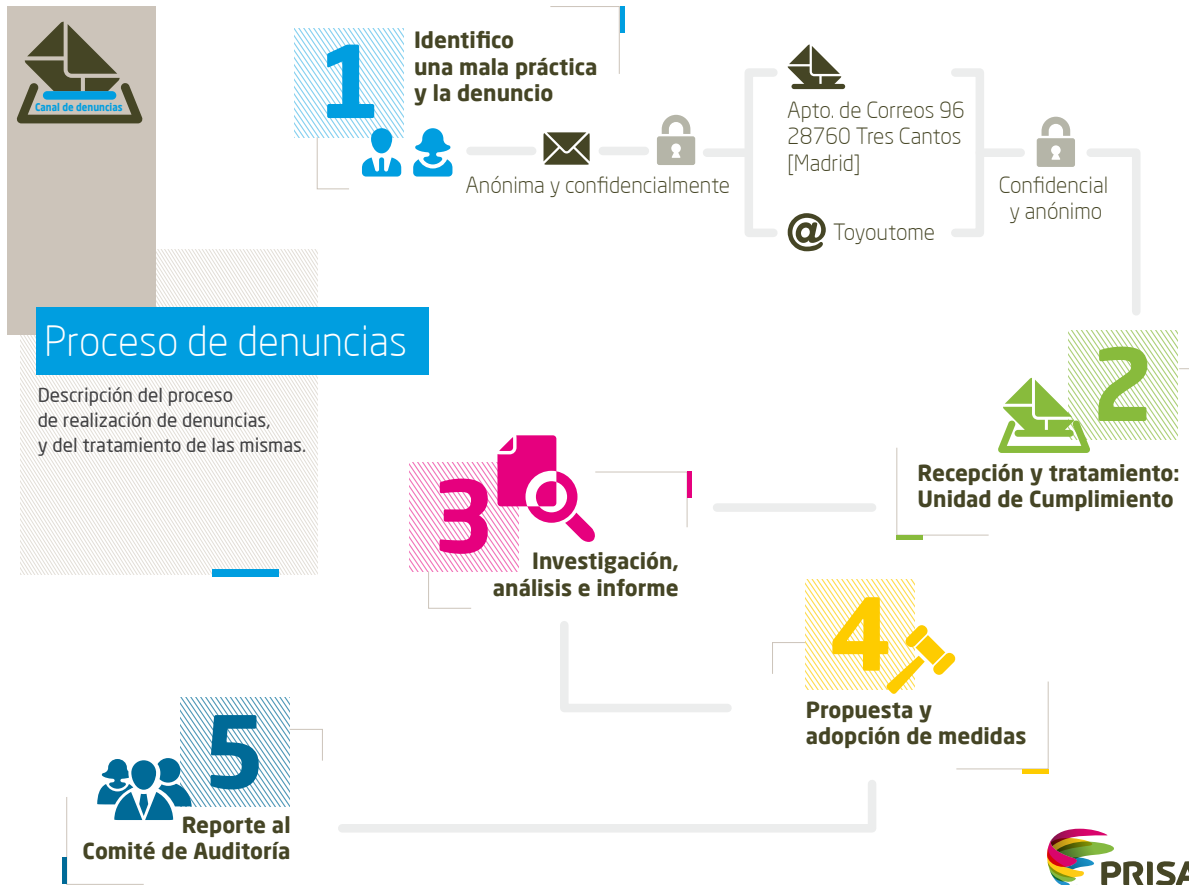 Canal de denuncias
Proceso de denuncias
Descripción del proceso
de realización de denuncias,
y del tratamiento de las mismas.
1
Identifico
una mala práctica
y la denuncio
Anónima y confidencialmente
Apto. de Correos 96
28760 Tres Cantos
[Madrid]
@ Toyoutome
Confidencial
y anónimo
2
Recepción y tratamiento:
Unidad de Cumplimiento
3
Investigación,
análisis e informe
4
Propuesta y
adopción de medidas
5
Reporte al
Comité de Auditoría
PRISA